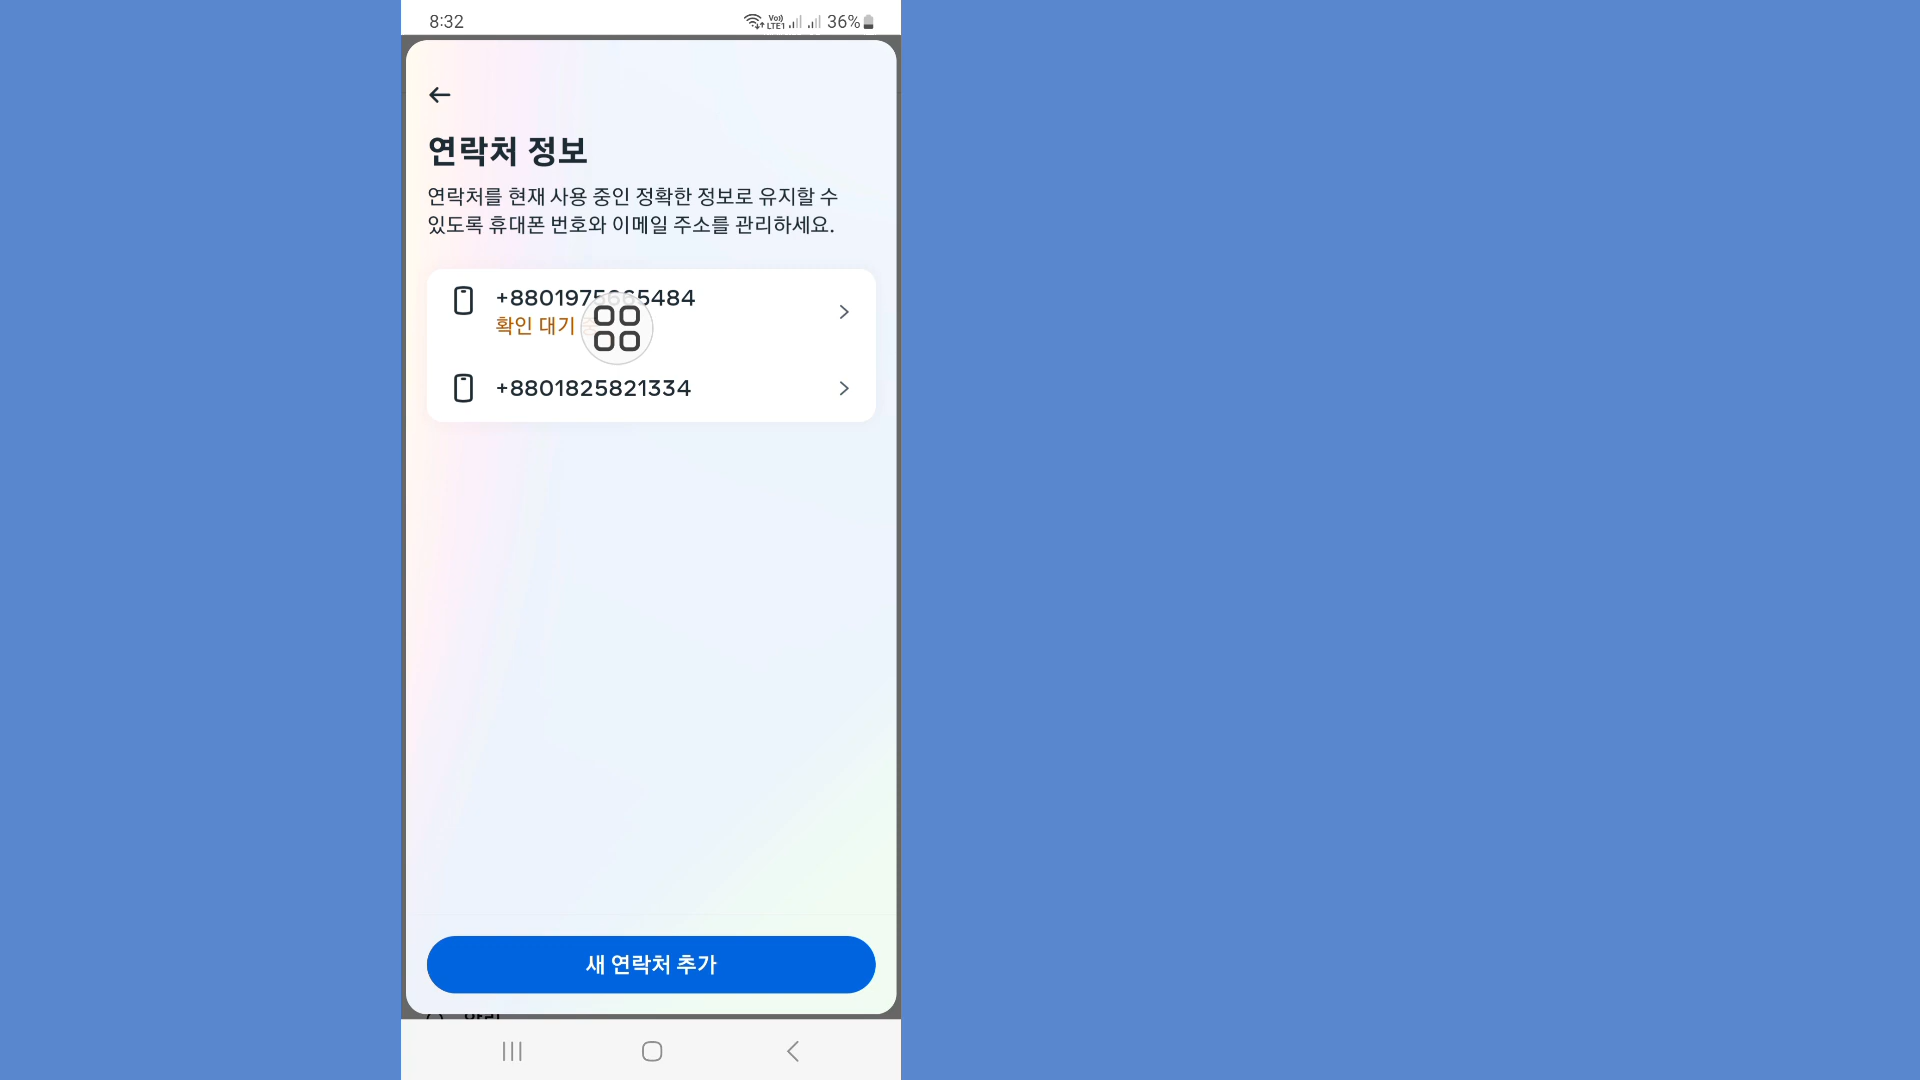 8:32
Vo)) LTE1
36%
연락처 정보
연락처를 현재 사용 중인 정확한 정보로 유지할 수
있도록 휴대폰 번호와 이메일 주소를 관리하세요.
+8801975665484
확인 대기
+8801825821334
새 연락처 추가